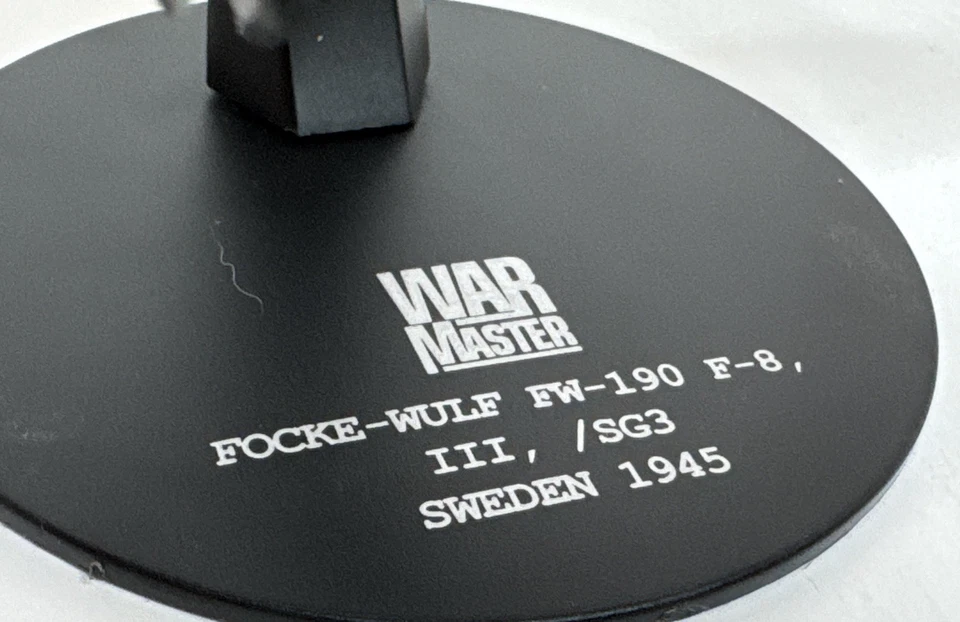 WAR
MASTER
FOCKE-WULF FW-190 F-8,
III, /SG3
SWEDEN 1945